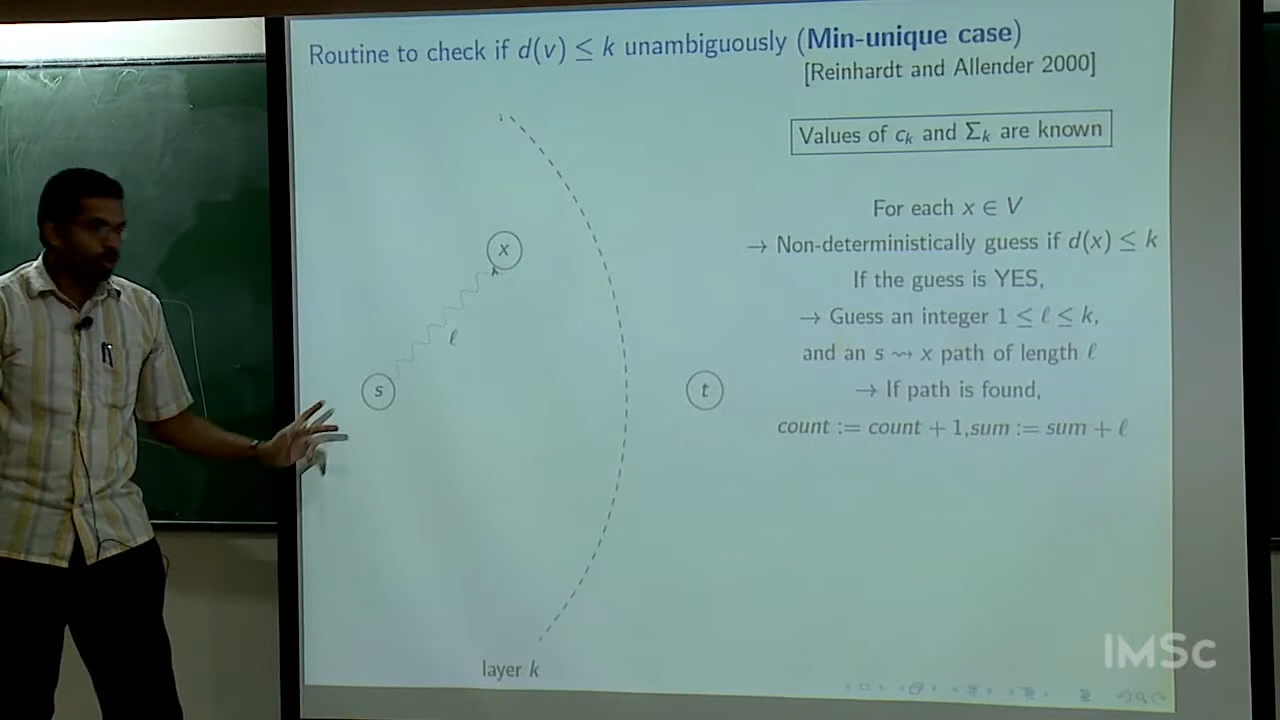 Routine to check if d(v) ≤ k unambiguously (Min-unique case)
[Reinhardt and Allender 2000]
Values of cₖ and Σₖ are known
For each x ∈ V
→ Non-deterministically guess if d(x) ≤ k
If the guess is YES,
→ Guess an integer 1 ≤ ℓ ≤ k,
and an s ⇝ x path of length ℓ
→ If path is found,
count := count + 1,sum := sum + ℓ
x
ℓ
s
t
layer k
IMSc